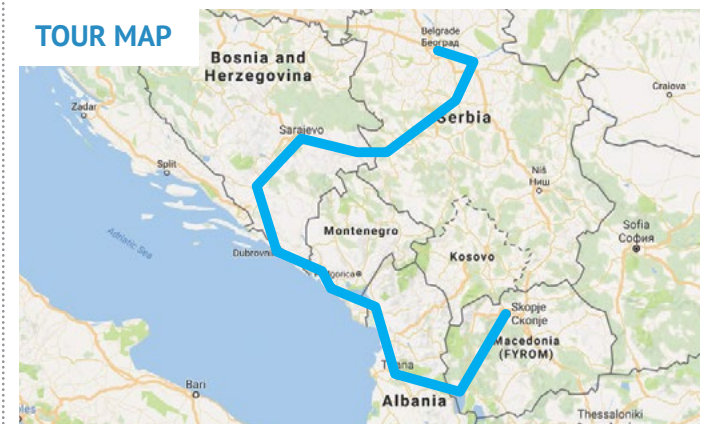 TOUR MAP
Belgrade
Београд
Bosnia and
Herzegovina
Craiova
Zadar
Serbia
Sarajevo
Split
Niš
Ниш
Sofia
София
Montenegro
Adriatic Sea
Kosovo
Skopje
Скопје
Macedonia
(FYROM)
Tirana
Bari
Albania
Thessaloniki